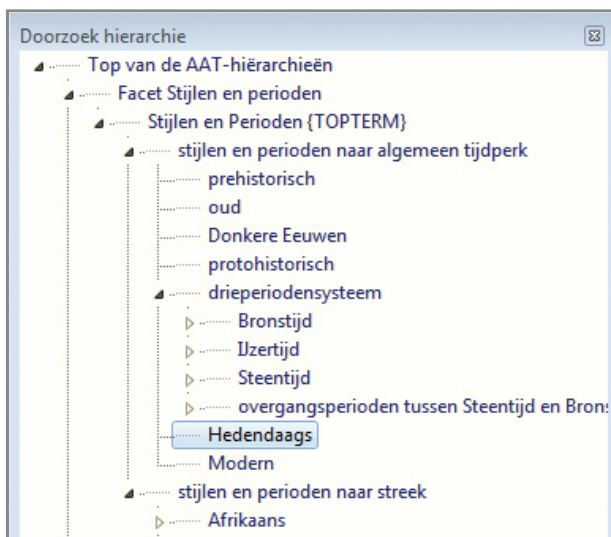 Doorzoek hierarchie
Top van de AAT-hiërarchieën
Facet Stijlen en perioden
Stijlen en Perioden {TOPTERM}
stijlen en perioden naar algemeen tijdperk
prehistorisch
oud
Donkere Eeuwen
protohistorisch
drieperiodensysteem
Bronstijd
IJzertijd
Steentijd
overgangsperioden tussen Steentijd en Brons
Hedendaags
Modern
stijlen en perioden naar streek
Afrikaans